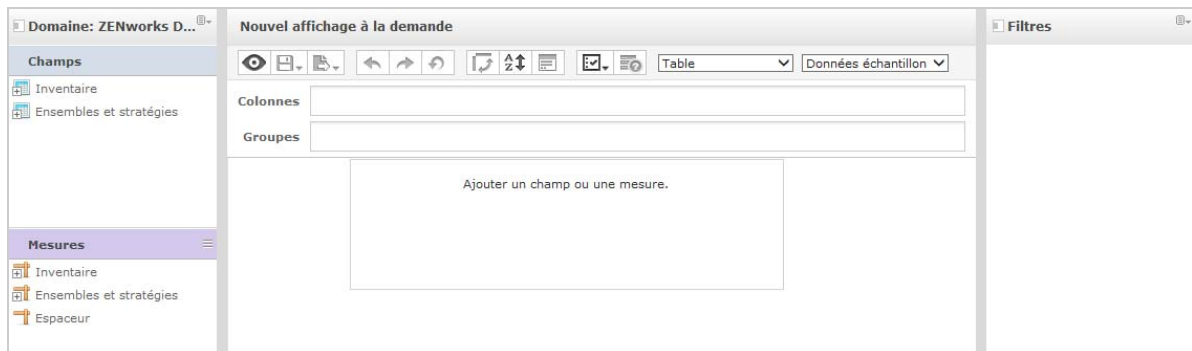 Domaine: ZENworks D...
Champs
Inventaire
Ensembles et stratégies
Mesures
Inventaire
Ensembles et stratégies
Espaceur
Nouvel affichage à la demande
Table
Données échantillon
Colonnes
Groupes
Ajouter un champ ou une mesure.
Filtres